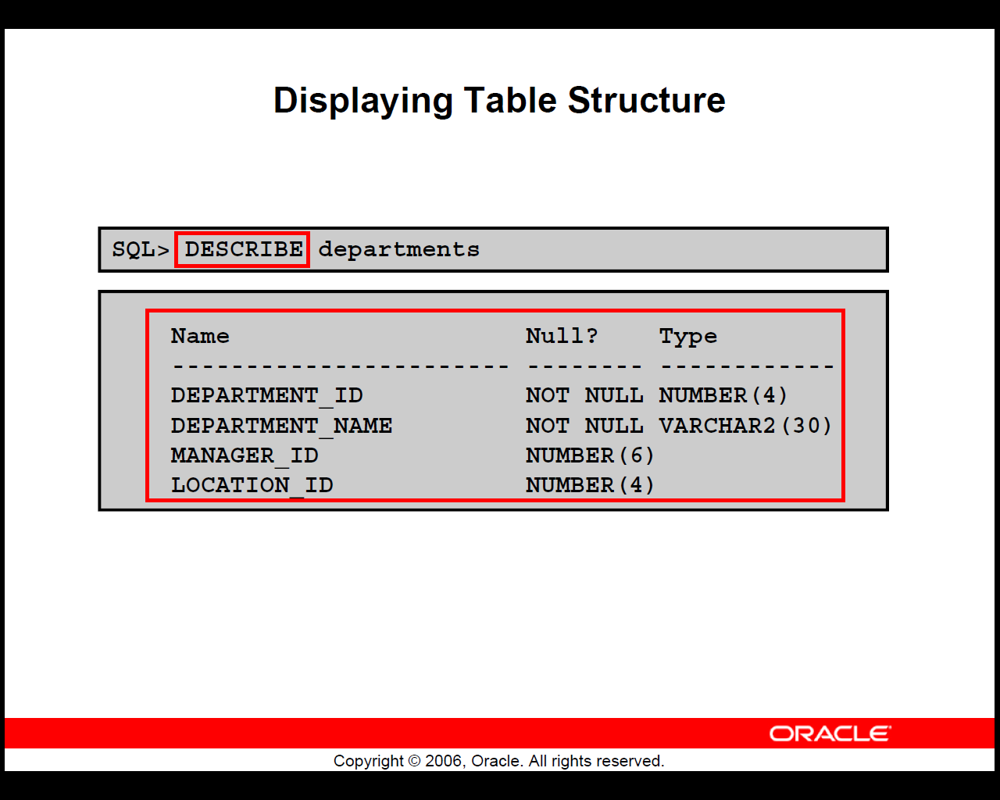 Displaying Table Structure
SQL> DESCRIBE departments
Name Null? Type
----------------------- -------- ------------
DEPARTMENT_ID NOT NULL NUMBER(4)
DEPARTMENT_NAME NOT NULL VARCHAR2(30)
MANAGER_ID NUMBER(6)
LOCATION_ID NUMBER(4)
ORACLE
Copyright © 2006, Oracle. All rights reserved.